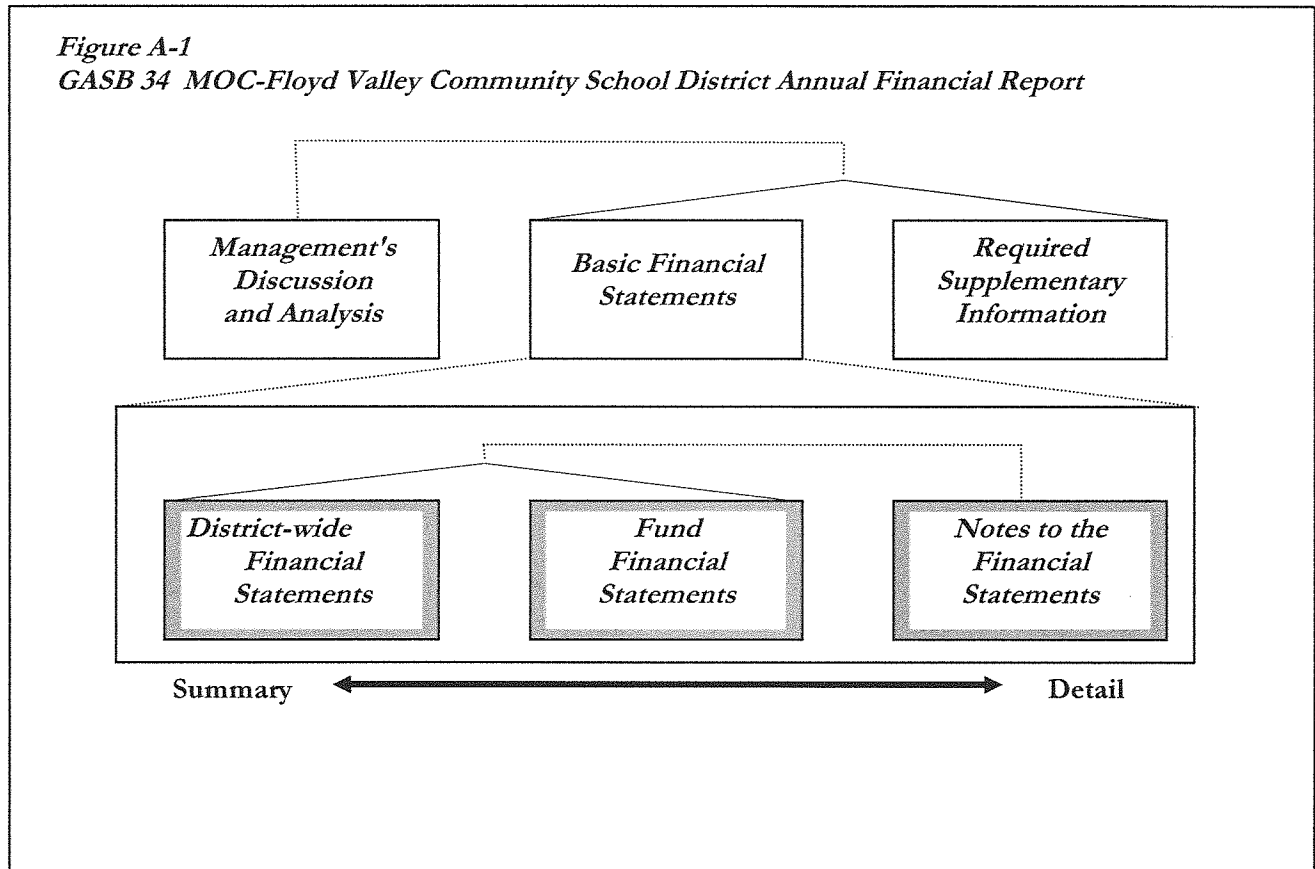 Figure A-1
GASB 34 MOC-Floyd Valley Community School District Annual Financial Report
Management's
Discussion
and Analysis
Basic Financial
Statements
Required
Supplementary
Information
District-wide
Financial
Statements
Fund
Financial
Statements
Notes to the
Financial
Statements
Summary
Detail